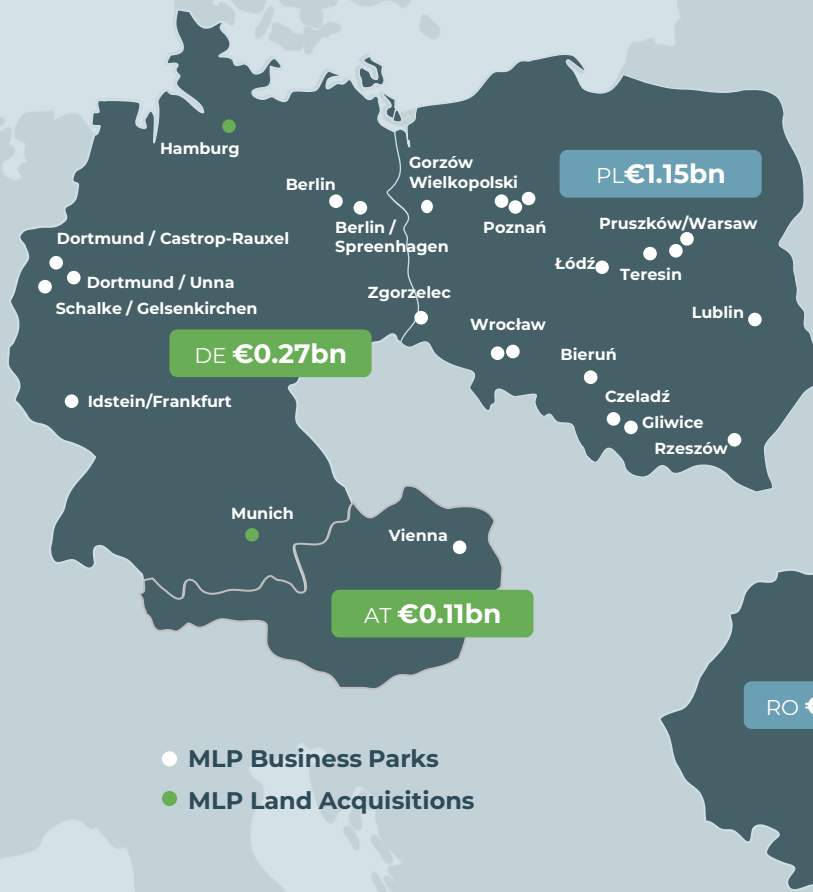 Hamburg
Gorzów
Wielkopolski
PL€1.15bn
Berlin
Berlin /
Spreenhagen
Poznań
Pruszków/Warsaw
Dortmund / Castrop-Rauxel
Łódź
Teresin
Dortmund / Unna
Zgorzelec
Schalke / Gelsenkirchen
Lublin
Wrocław
DE €0.27bn
Bieruń
Idstein/Frankfurt
Czeladź
Gliwice
Rzeszów
Munich
Vienna
AT €0.11bn
RO
MLP Business Parks
MLP Land Acquisitions